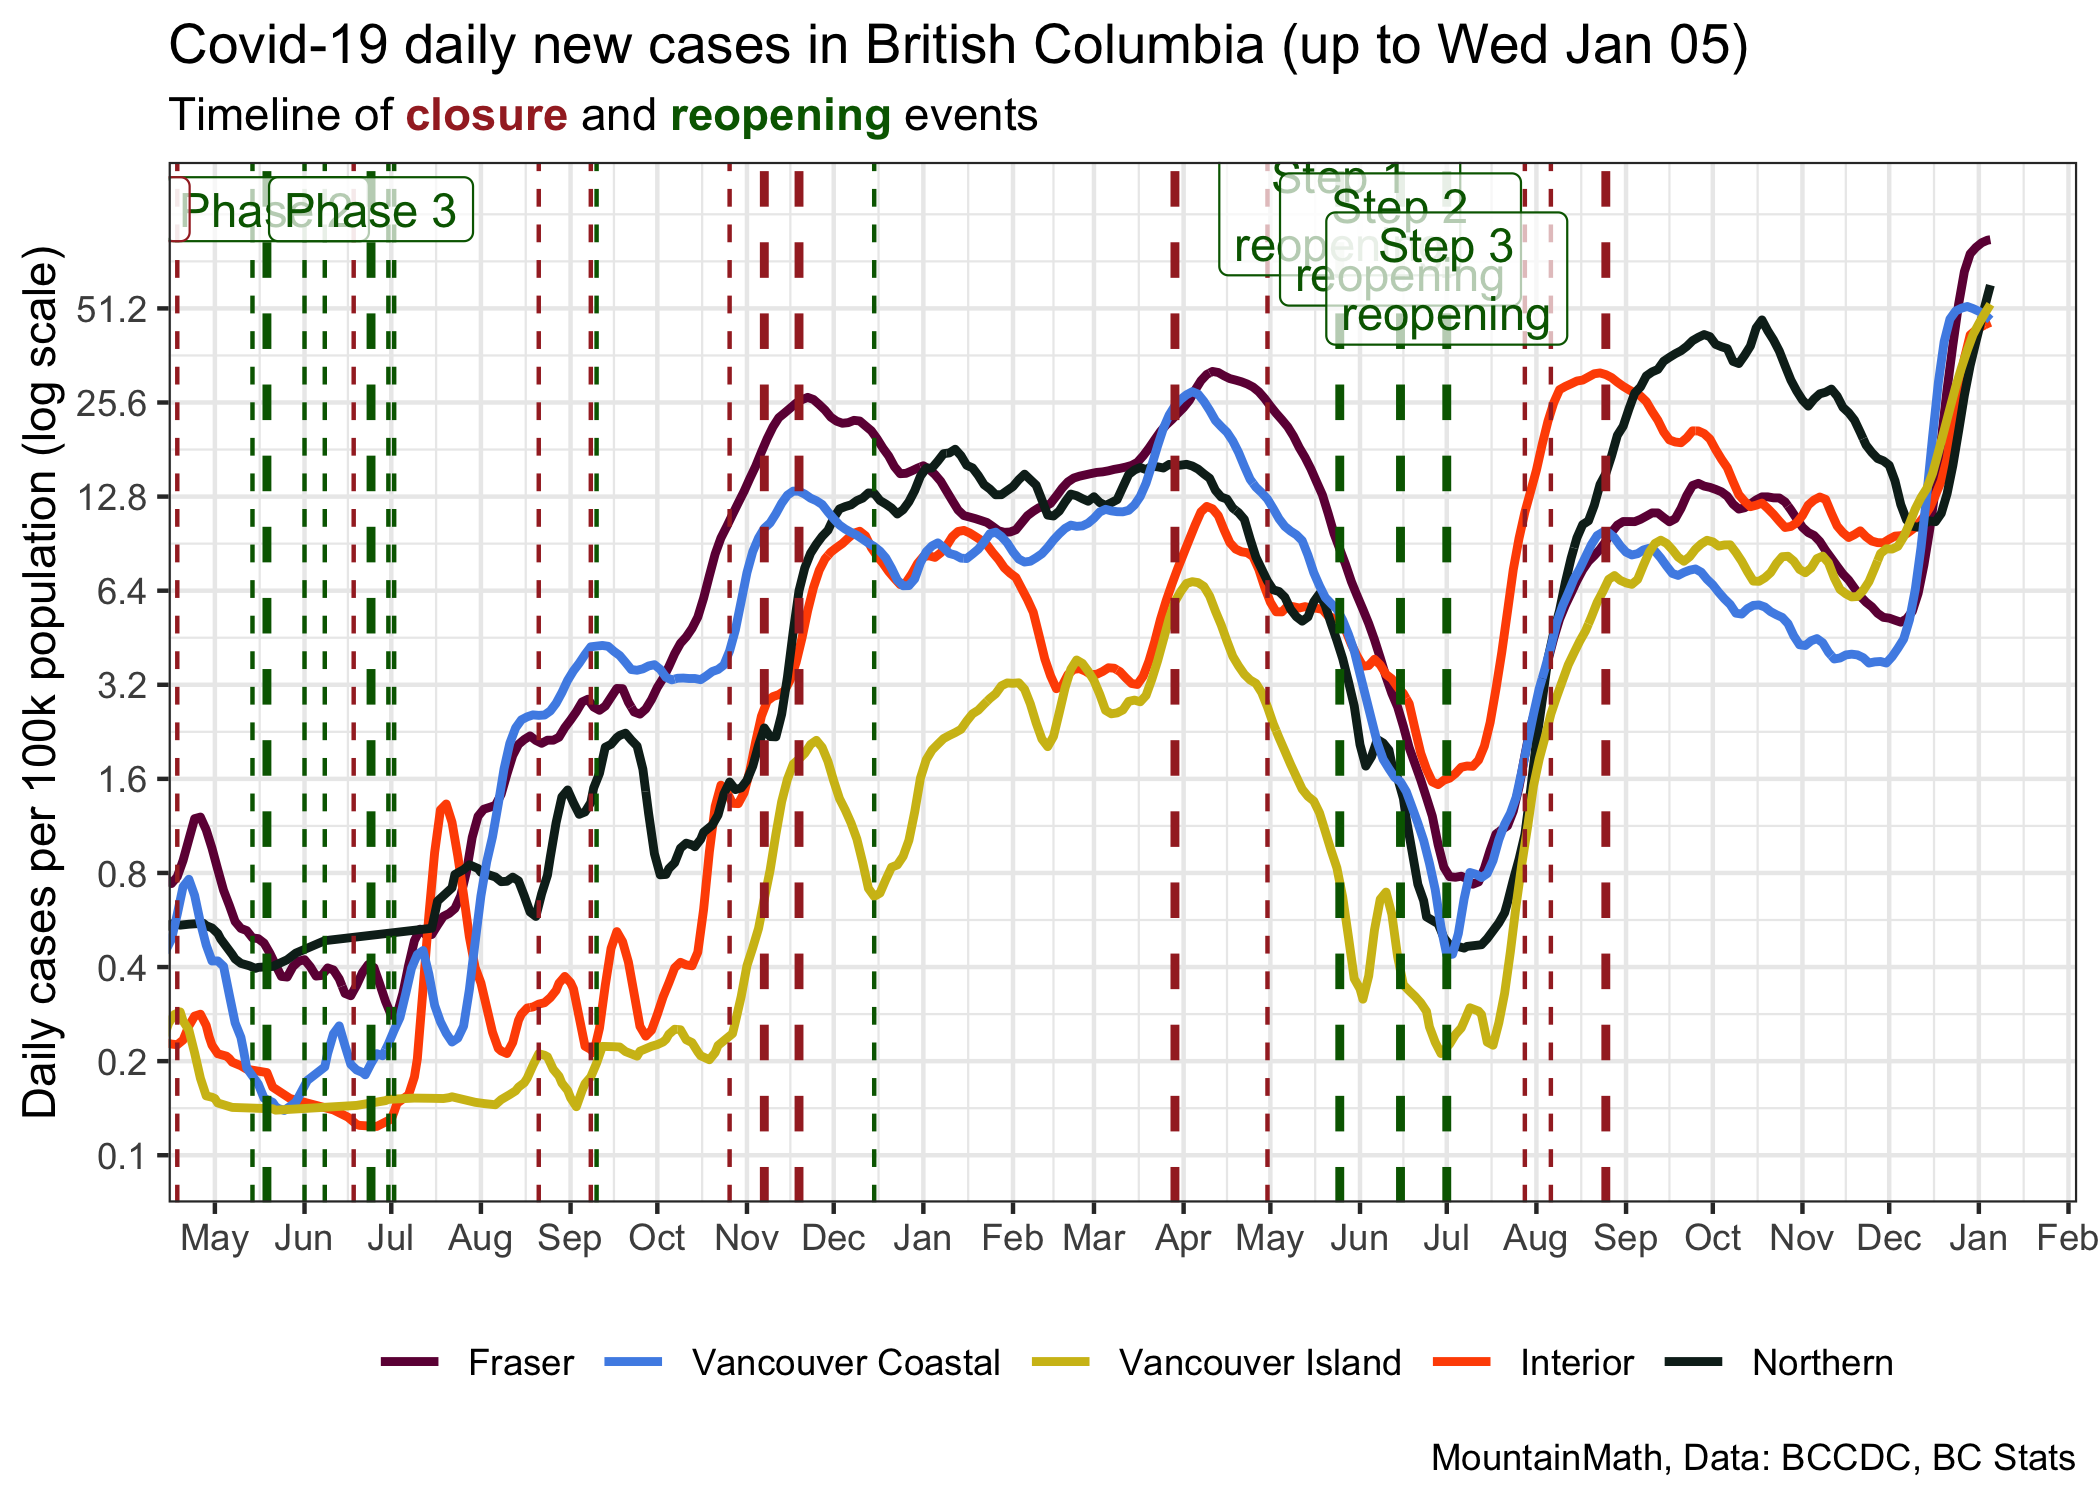 Covid-19 daily new cases in British Columbia (up to Wed Jan 05)
Timeline of closure and reopening events
Phase 2
Phase 3
Step 1
reopening
Step 2
reopening
Step 3
reopening
Daily cases per 100k population (log scale)
51.2
25.6
12.8
6.4
3.2
1.6
0.8
0.4
0.2
0.1
May Jun Jul Aug Sep Oct Nov Dec Jan Feb Mar Apr May Jun Jul Aug Sep Oct Nov Dec Jan Feb
Fraser Vancouver Coastal Vancouver Island Interior Northern
MountainMath, Data: BCCDC, BC Stats